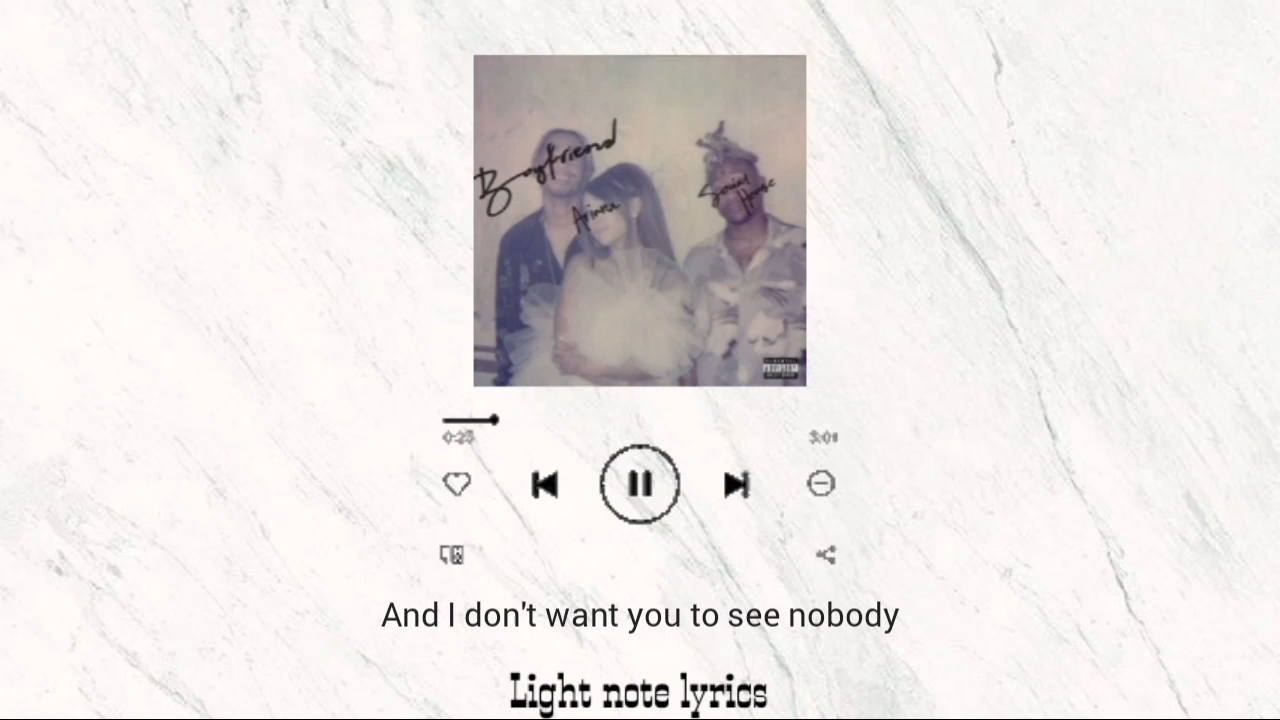 Boyfriend
Ariana
Social
House
0:25
3:01
And I don't want you to see nobody
Light note lyrics